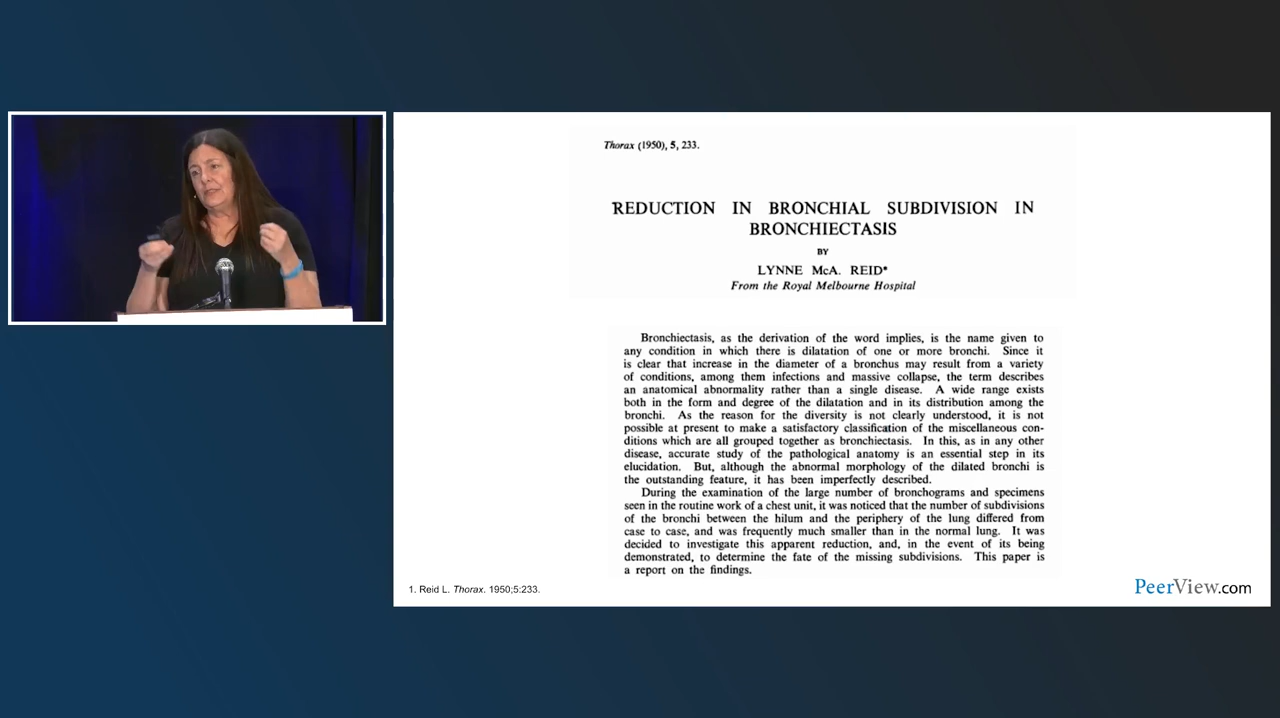 Thorax (1950), 5, 233.
REDUCTION IN BRONCHIAL SUBDIVISION IN
BRONCHIECTASIS
BY
LYNNE McA. REID*
From the Royal Melbourne Hospital
Bronchiectasis, as the derivation of the word implies, is the name given to
any condition in which there is dilatation of one or more bronchi. Since it
is clear that increase in the diameter of a bronchus may result from a variety
of conditions, among them infections and massive collapse, the term describes
an anatomical abnormality rather than a single disease. A wide range exists
both in the form and degree of the dilatation and in its distribution among the
bronchi. As the reason for the diversity is not clearly understood, it is not
possible at present to make a satisfactory classification of the miscellaneous con-
ditions which are all grouped together as bronchiectasis. In this, as in any other
disease, accurate study of the pathological anatomy is an essential step in its
elucidation. But, although the abnormal morphology of the dilated bronchi is
the outstanding feature, it has been imperfectly described.
During the examination of the large number of bronchograms and specimens
seen in the routine work of a chest unit, it was noticed that the number of subdivisions
of the bronchi between the hilum and the periphery of the lung differed from
case to case, and was frequently much smaller than in the normal lung. It was
decided to investigate this apparent reduction, and, in the event of its being
demonstrated, to determine the fate of the missing subdivisions. This paper is
a report on the findings.
1. Reid L. Thorax. 1950;5:233.
PeerView.com